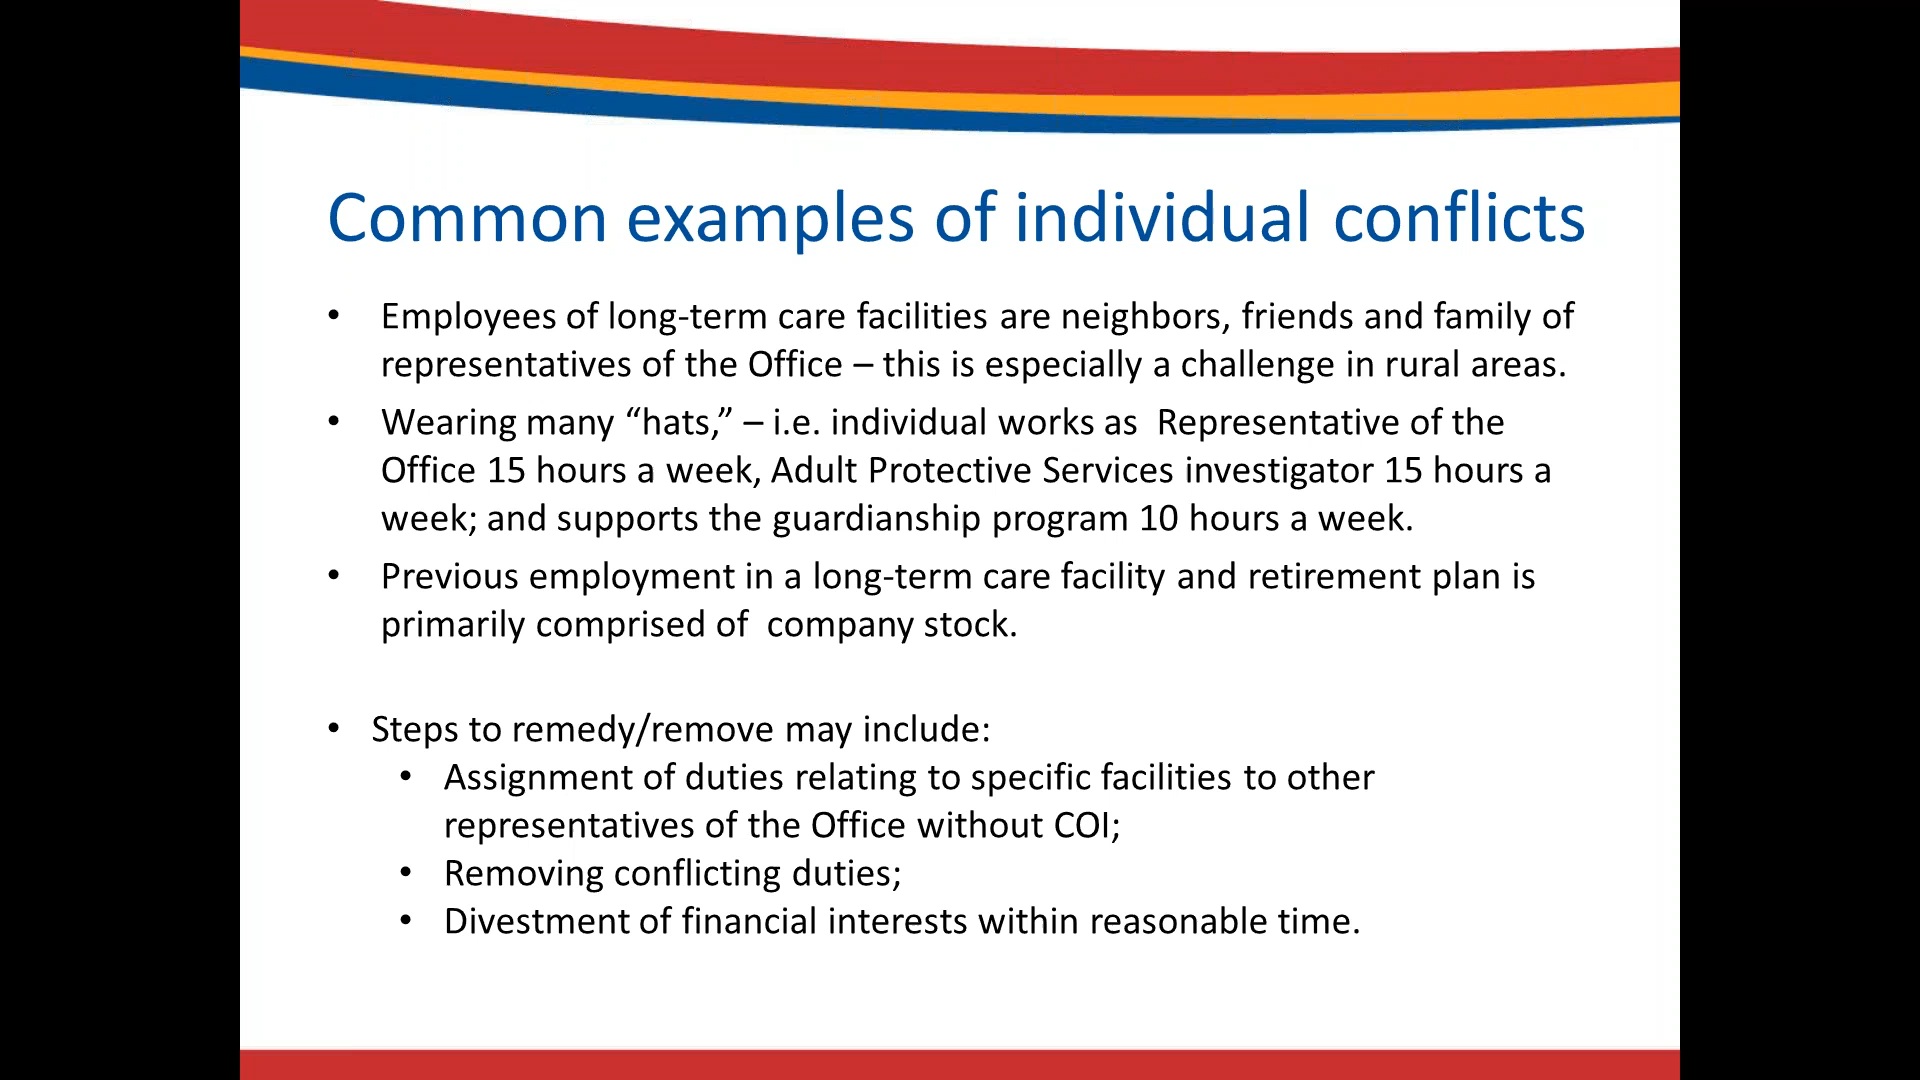 Common examples of individual conflicts
• Employees of long-term care facilities are neighbors, friends and family of
representatives of the Office – this is especially a challenge in rural areas.
• Wearing many “hats,” – i.e. individual works as  Representative of the
Office 15 hours a week, Adult Protective Services investigator 15 hours a
week; and supports the guardianship program 10 hours a week.
• Previous employment in a long-term care facility and retirement plan is
primarily comprised of  company stock.
• Steps to remedy/remove may include:
• Assignment of duties relating to specific facilities to other
representatives of the Office without COI;
• Removing conflicting duties;
• Divestment of financial interests within reasonable time.